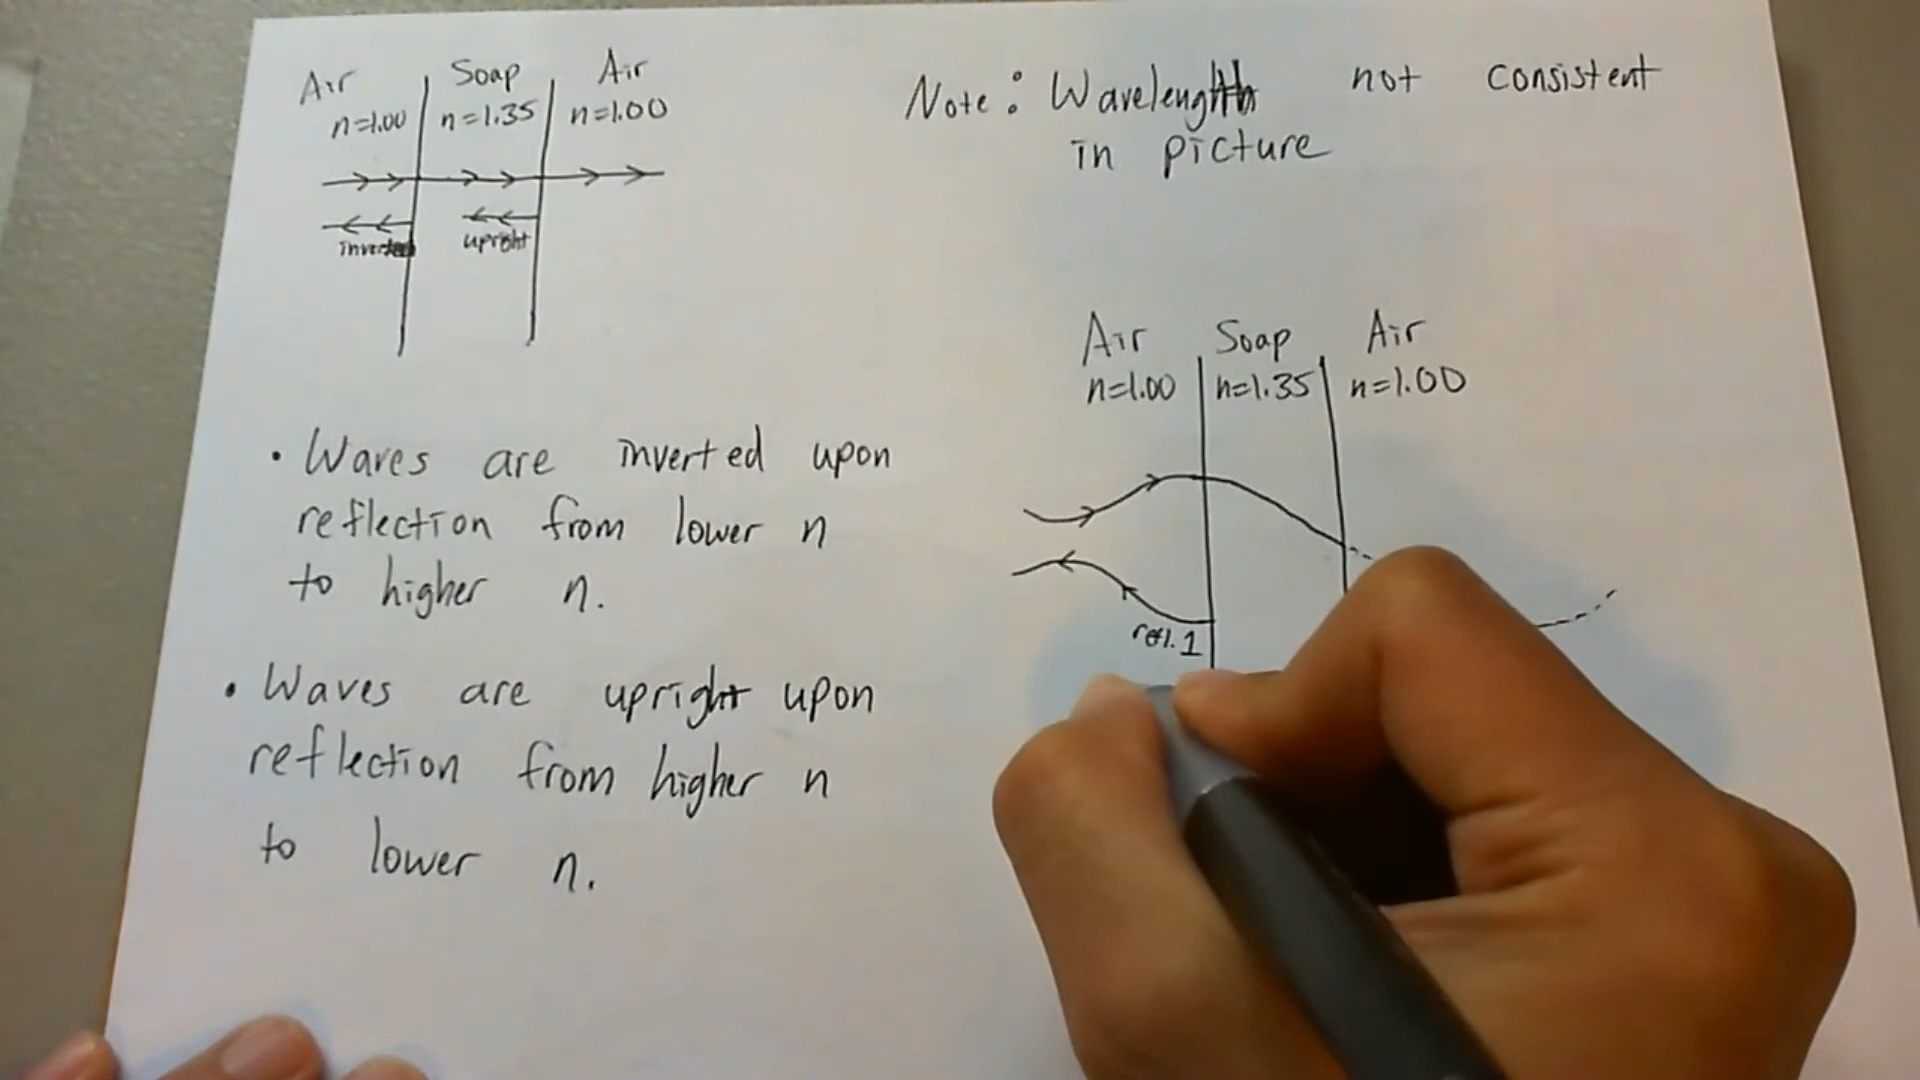 Air Soap Air
n=1.00 n=1.35 n=1.00
inverted upright
Note: Wavelength not consistent
in picture
Air Soap Air
n=1.00 n=1.35 n=1.00
refl. 1
• Waves are inverted upon
reflection from lower n
to higher n.
• Waves are upright upon
reflection from higher n
to lower n.